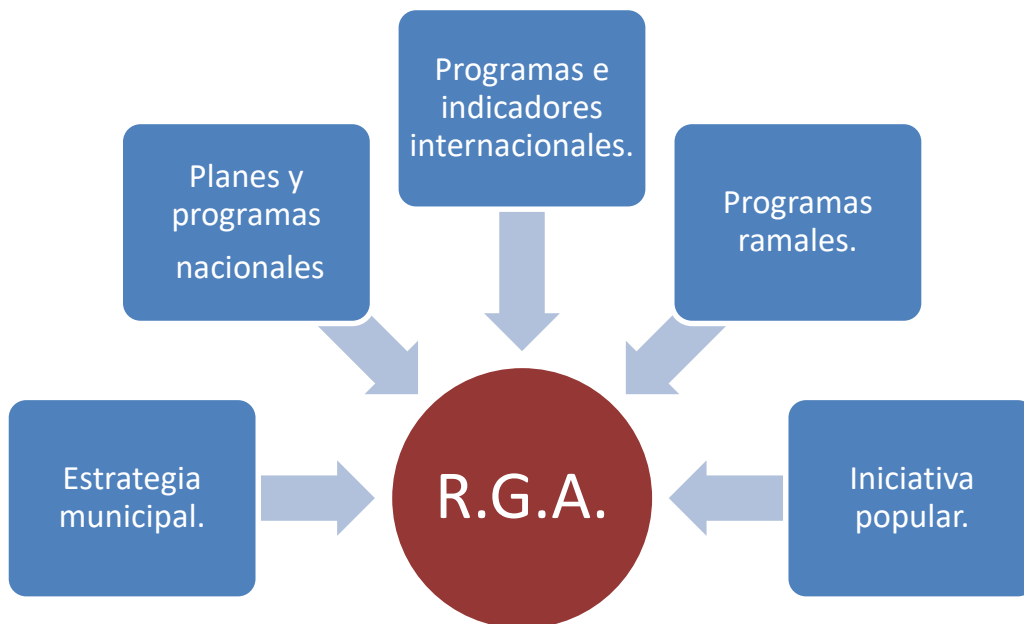 Programas e
indicadores
internacionales.
Planes y
programas
nacionales
Programas
ramales.
Estrategia
municipal.
R.G.A.
Iniciativa
popular.